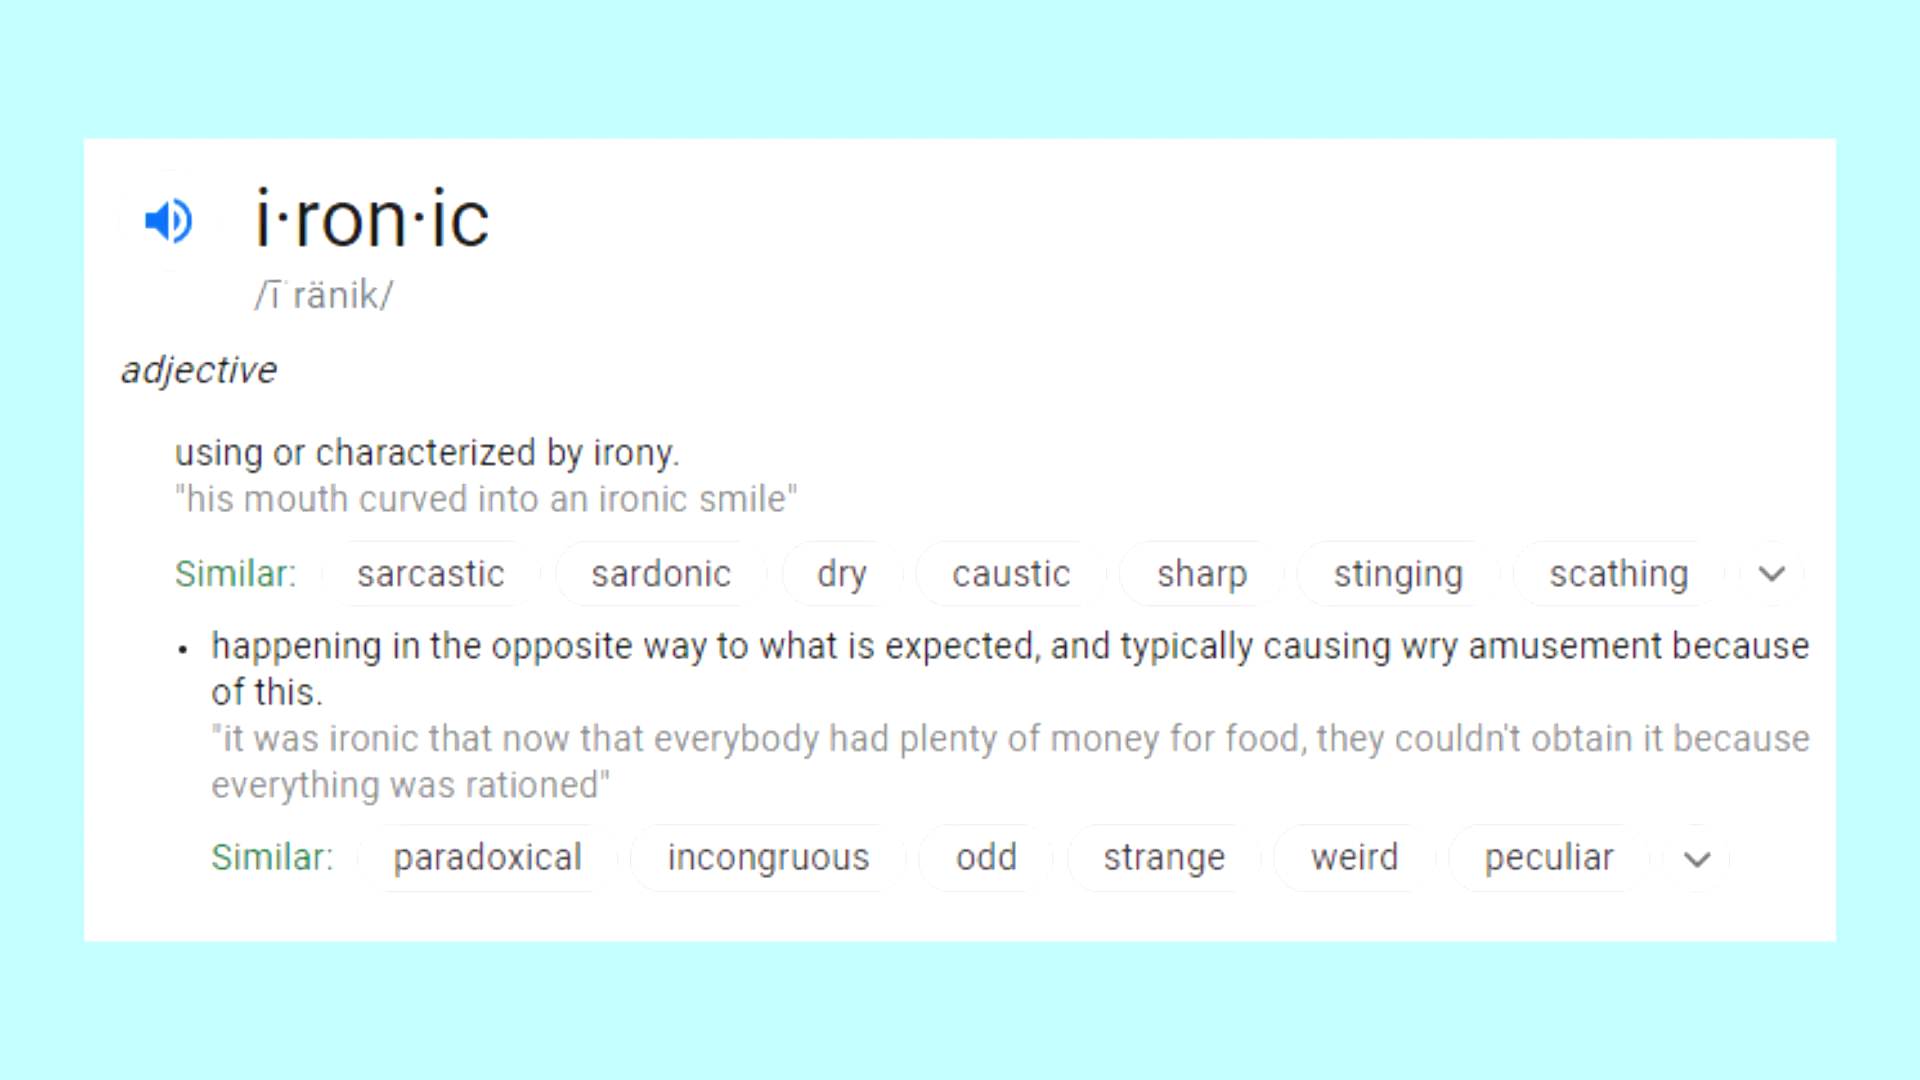 i·ron·ic
/ī ˈränik/
adjective
using or characterized by irony.
"his mouth curved into an ironic smile"
Similar: sarcastic sardonic dry caustic sharp stinging scathing
• happening in the opposite way to what is expected, and typically causing wry amusement because
of this.
"it was ironic that now that everybody had plenty of money for food, they couldn't obtain it because
everything was rationed"
Similar: paradoxical incongruous odd strange weird peculiar